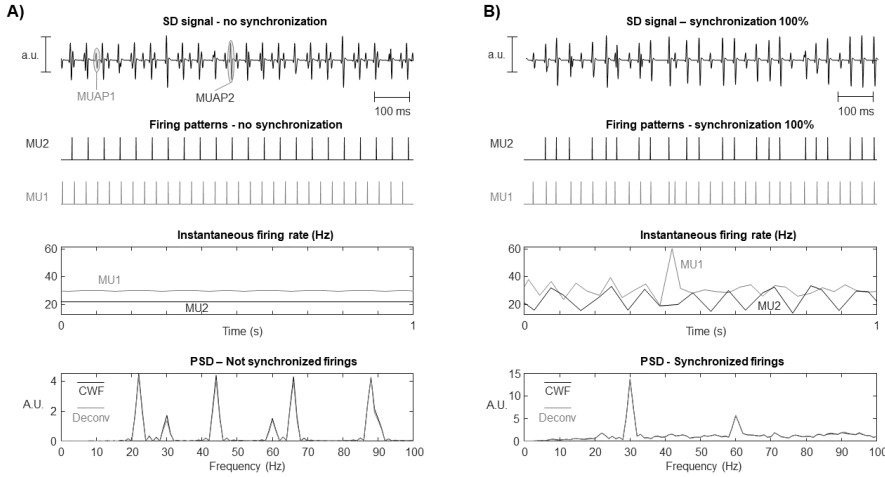 A)
SD signal - no synchronization
a.u.
MUAP1
MUAP2
100 ms
Firing patterns - no synchronization
MU2
MU1
Instantaneous firing rate (Hz)
60
40
20
MU1
MU2
0
Time (s)
1
PSD – Not synchronized firings
A.U.
4
2
0
CWF
Deconv
0 10 20 30 40 50 60 70 80 90 100
Frequency (Hz)
B)
SD signal – synchronization 100%
a.u.
100 ms
Firing patterns - synchronization 100%
MU2
MU1
Instantaneous firing rate (Hz)
60
40
20
MU1
MU2
0
Time (s)
1
PSD - Synchronized firings
A.U.
15
10
5
0
CWF
Deconv
0 10 20 30 40 50 60 70 80 90 100
Frequency (Hz)